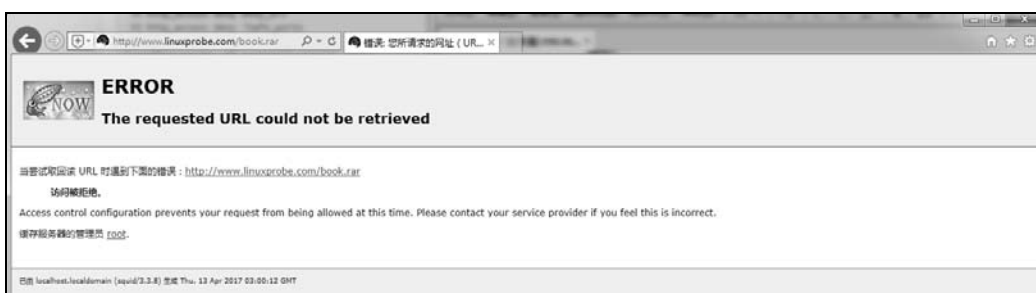 http://www.linuxprobe.com/book.rar
错误: 您所请求的网址（UR...
NOW
ERROR
The requested URL could not be retrieved
当尝试取回该 URL 时遇到下面的错误：http://www.linuxprobe.com/book.rar
访问被拒绝。
Access control configuration prevents your request from being allowed at this time. Please contact your service provider if you feel this is incorrect.
缓存服务器的管理员 root.
已由 localhost.localdomain (squid/3.3.8) 生成 Thu, 13 Apr 2017 03:00:12 GMT